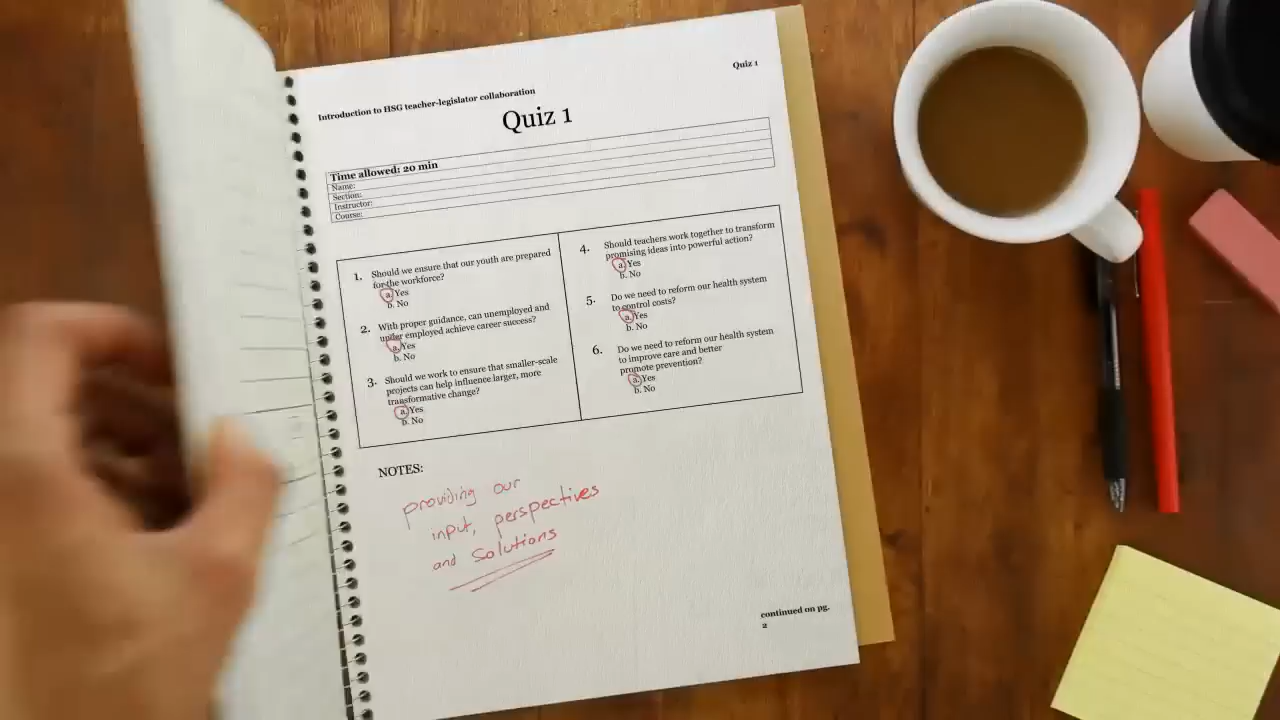 Quiz 1
Introduction to HSG teacher-legislator collaboration
Quiz 1
Time allowed: 20 min
Name:
Section:
Instructor:
Course:
1. Should we ensure that our youth are prepared
for the workforce?
a. Yes
b. No
2. With proper guidance, can unemployed and
under employed achieve career success?
a. Yes
b. No
3. Should we work to ensure that smaller-scale
projects can help influence larger, more
transformative change?
a. Yes
b. No
4. Should teachers work together to transform
promising ideas into powerful action?
a. Yes
b. No
5. Do we need to reform our health system
to control costs?
a. Yes
b. No
6. Do we need to reform our health system
to improve care and better
promote prevention?
a. Yes
b. No
NOTES:
providing our
input, perspectives
and Solutions
continued on pg.
2